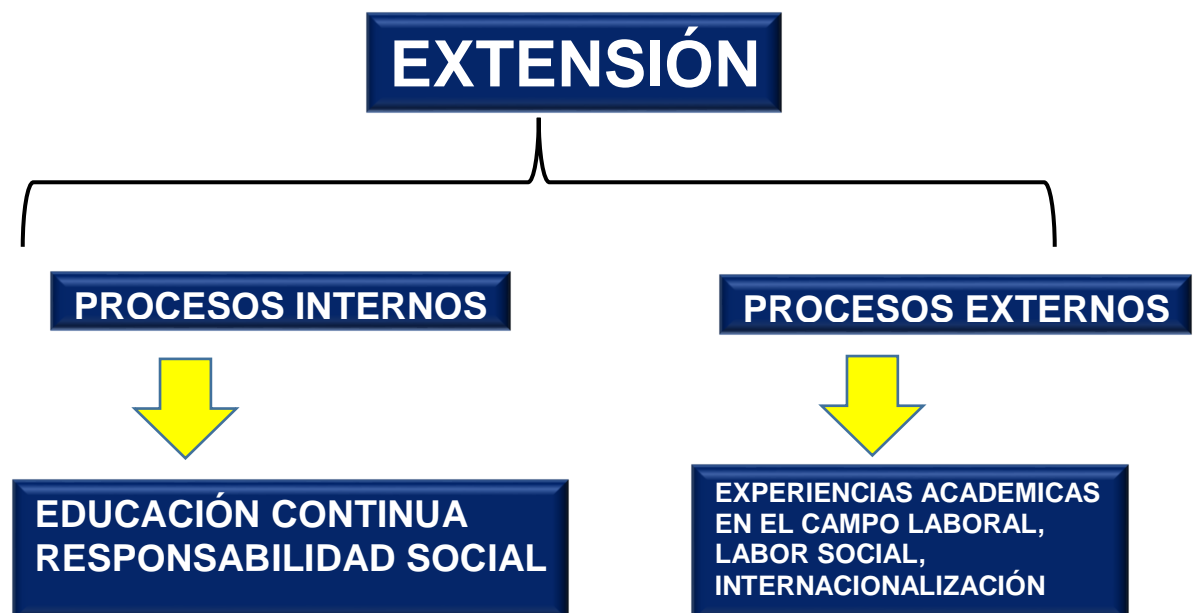 EXTENSIÓN
PROCESOS INTERNOS
PROCESOS EXTERNOS
EDUCACIÓN CONTINUA
RESPONSABILIDAD SOCIAL
EXPERIENCIAS ACADEMICAS
EN EL CAMPO LABORAL,
LABOR SOCIAL,
INTERNACIONALIZACIÓN